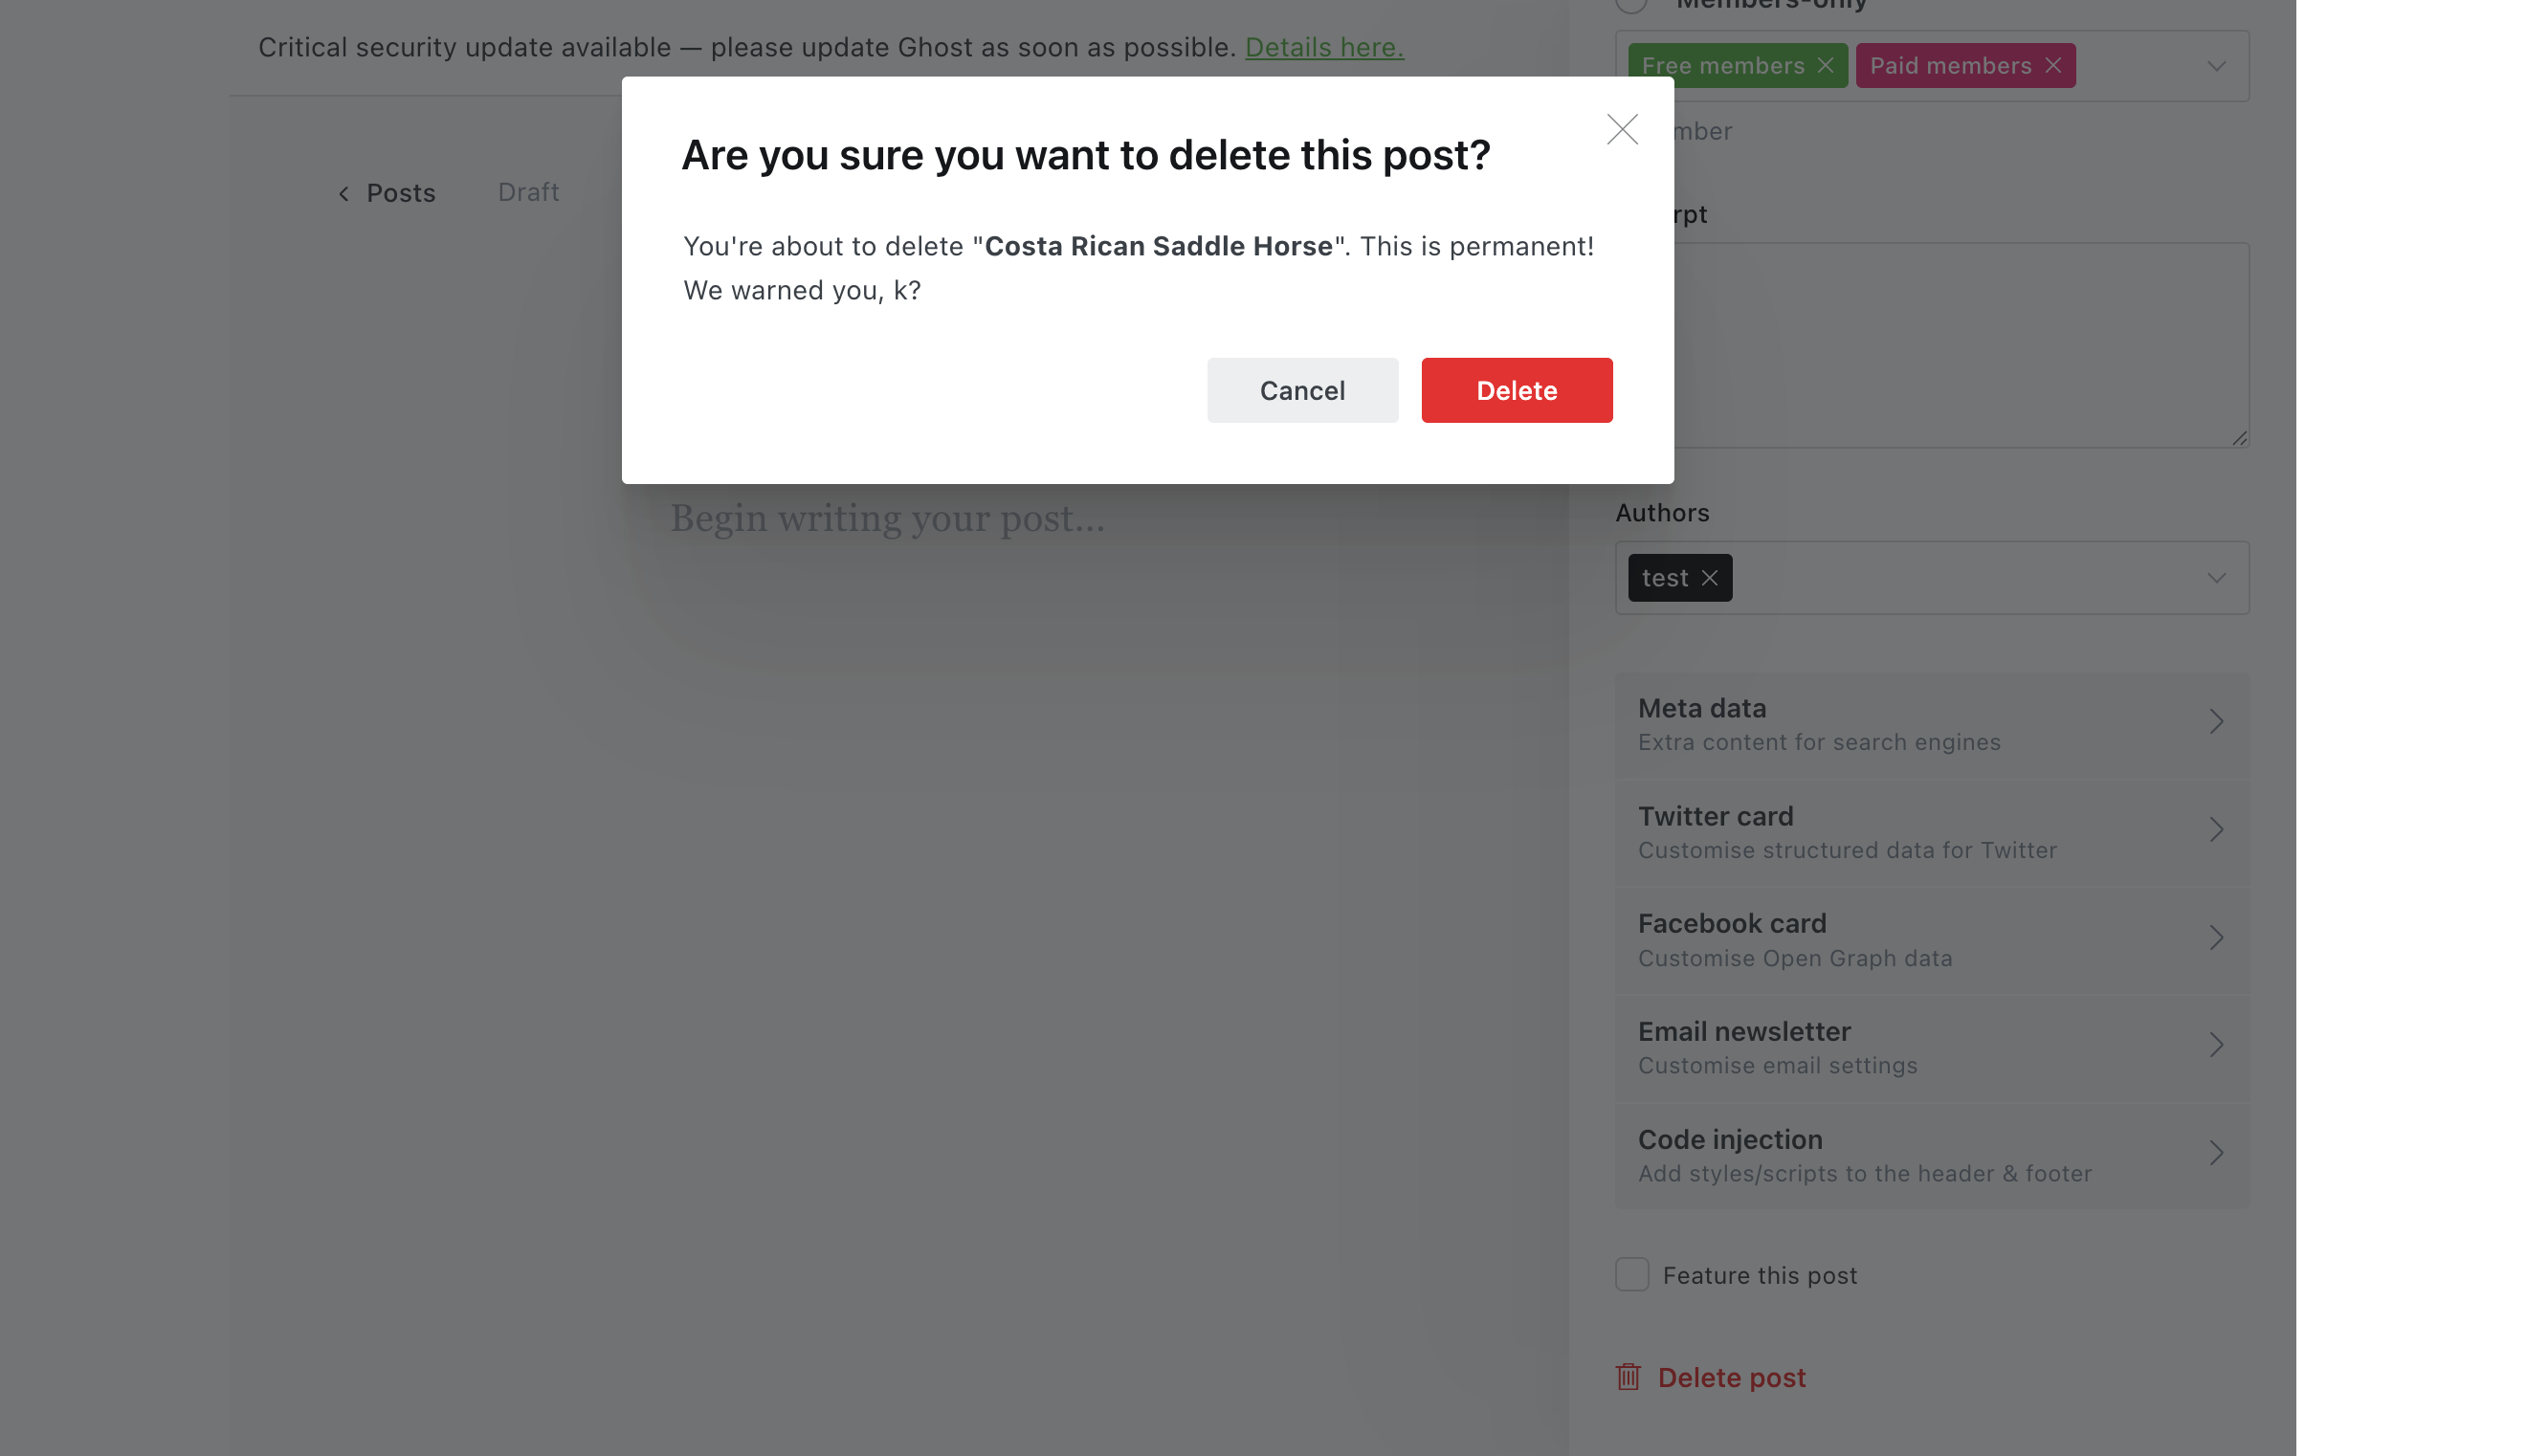 Members-only
Critical security update available — please update Ghost as soon as possible. Details here.
Free members
Paid members
Are you sure you want to delete this post?
Posts
Draft
You're about to delete "Costa Rican Saddle Horse". This is permanent!
We warned you, k?
Cancel
Delete
Begin writing your post...
Authors
test
Meta data
Extra content for search engines
Twitter card
Customise structured data for Twitter
Facebook card
Customise Open Graph data
Email newsletter
Customise email settings
Code injection
Add styles/scripts to the header & footer
Feature this post
Delete post